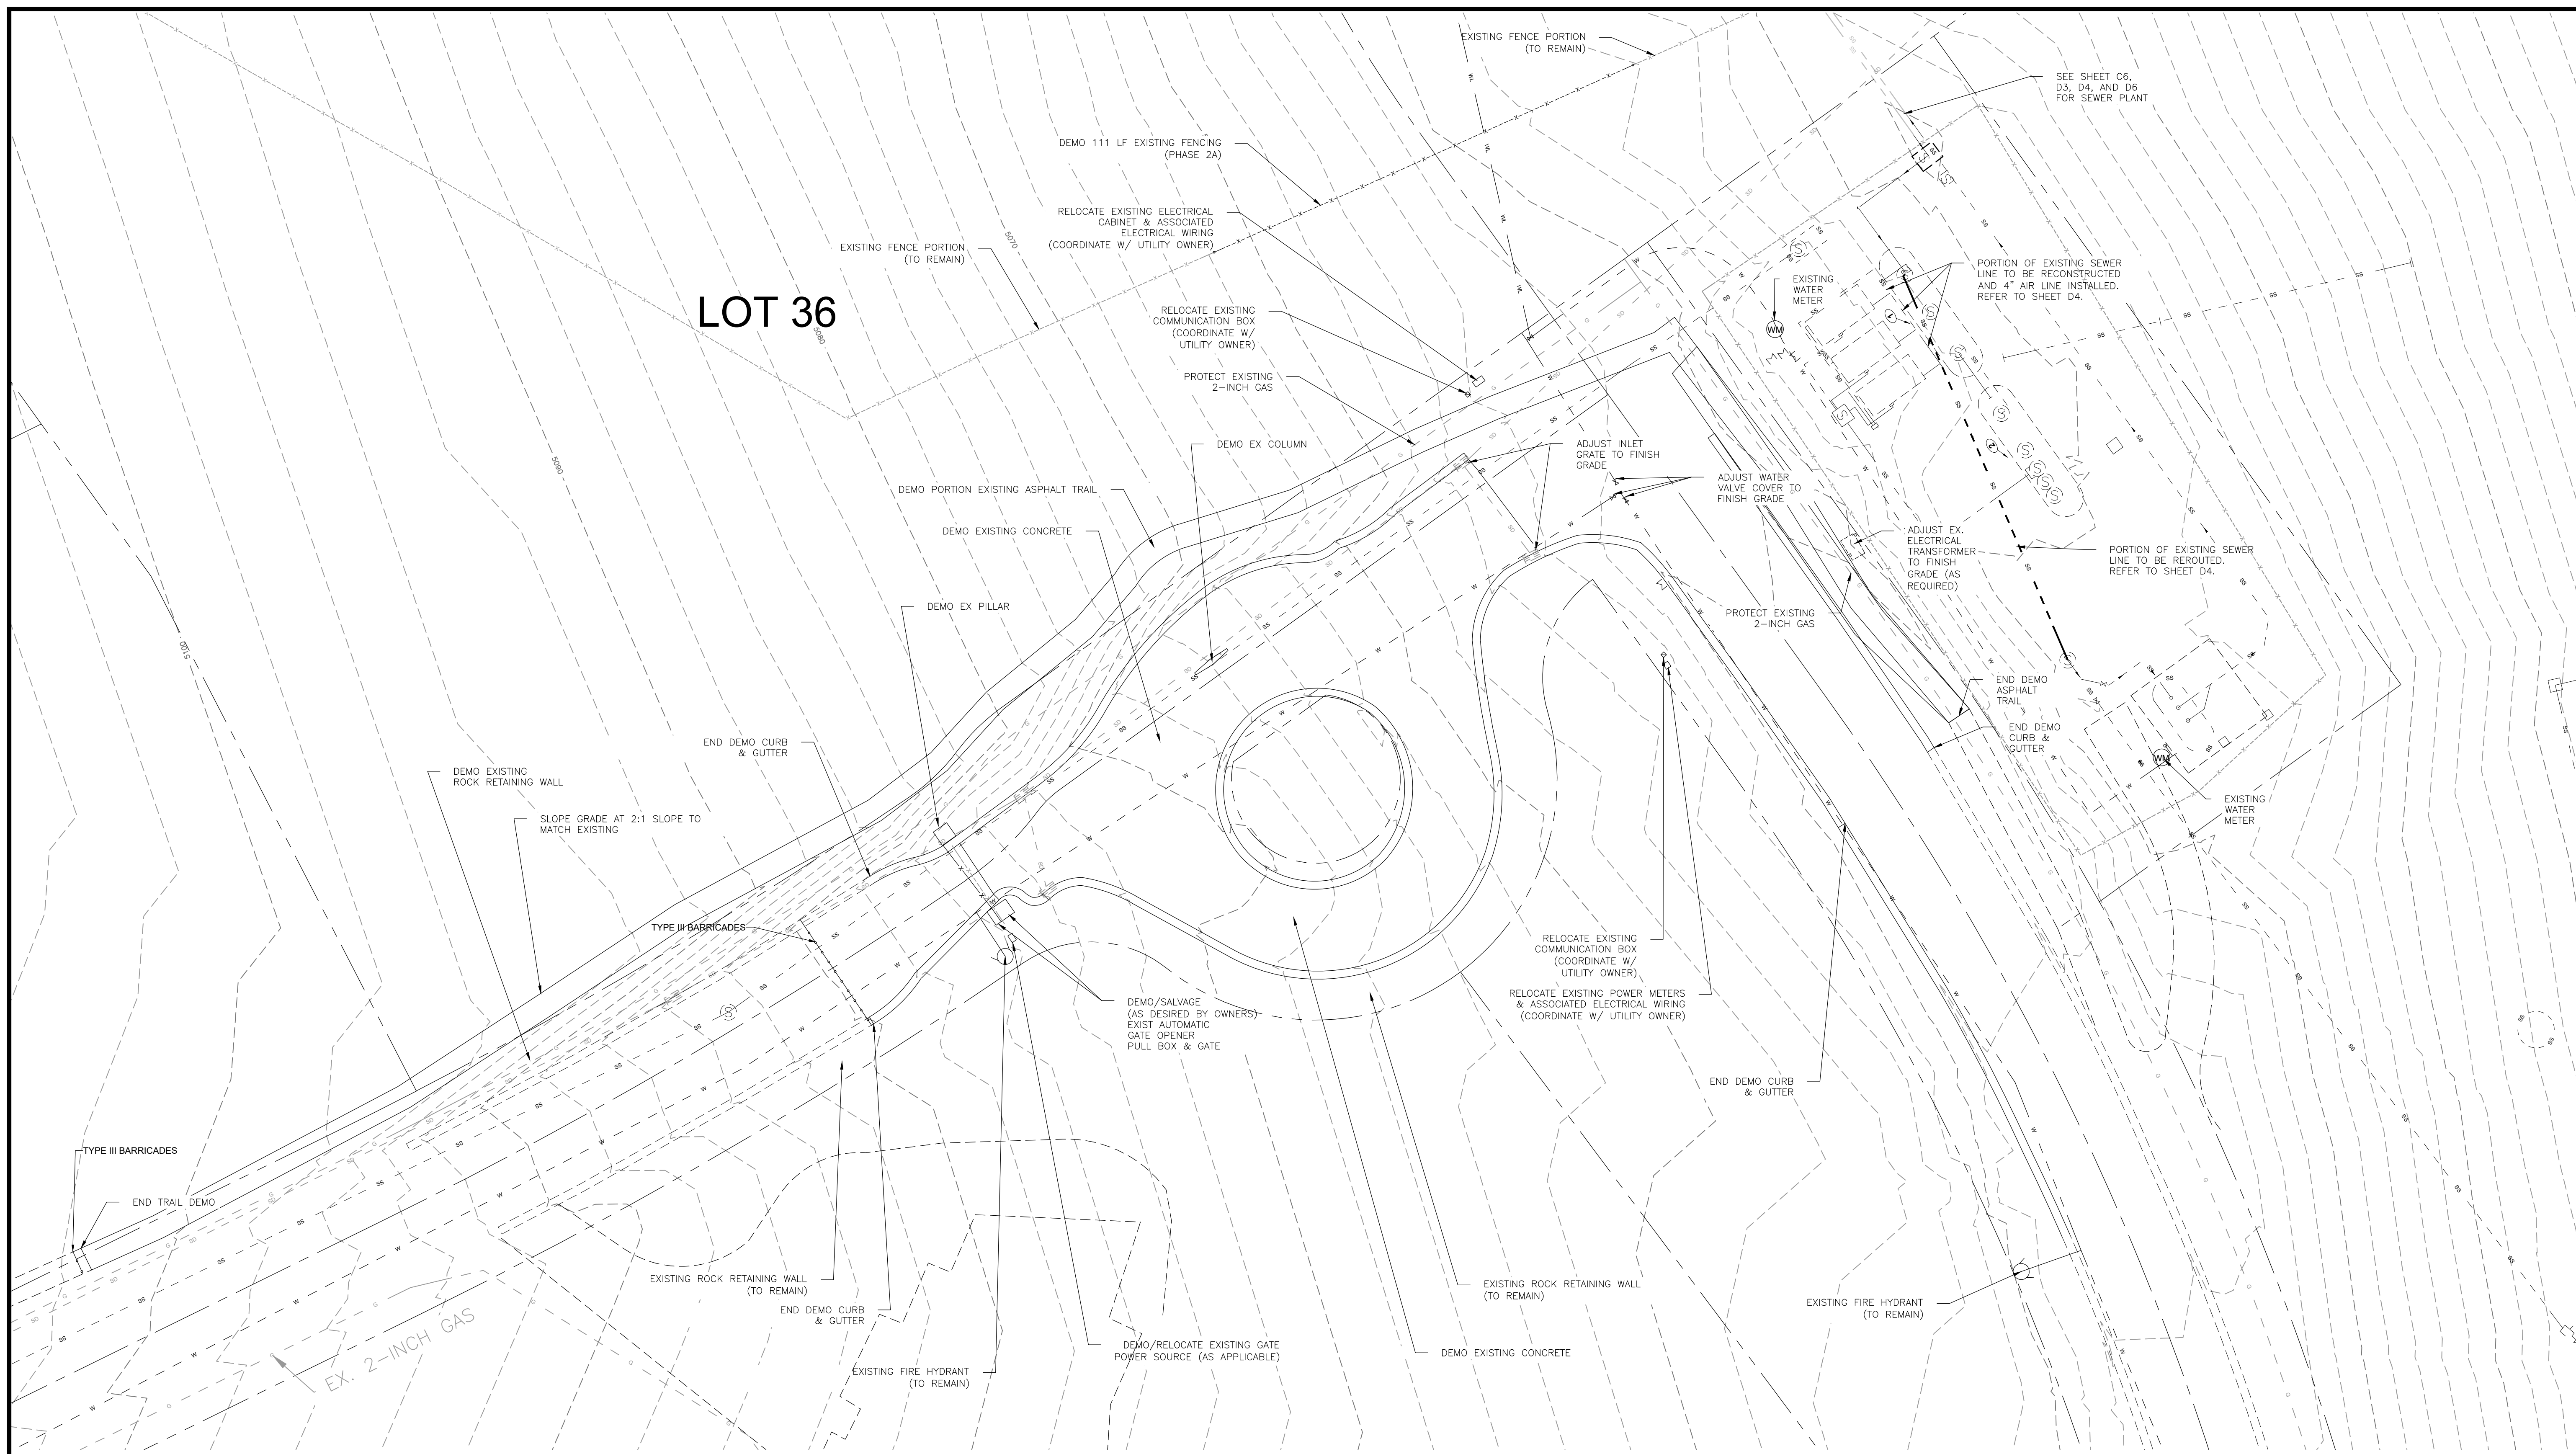 EXISTING FENCE PORTION
(TO REMAIN)
SEE SHEET C6,
D3, D4, AND D6
FOR SEWER PLANT
DEMO 111 LF EXISTING FENCING
(PHASE 2A)
RELOCATE EXISTING ELECTRICAL
CABINET & ASSOCIATED
ELECTRICAL WIRING
(COORDINATE W/ UTILITY OWNER)
EXISTING FENCE PORTION
(TO REMAIN)
5070
LOT 36
5080
EXISTING
WATER
METER
WM
PORTION OF EXISTING SEWER
LINE TO BE RECONSTRUCTED
AND 4" AIR LINE INSTALLED.
REFER TO SHEET D4.
RELOCATE EXISTING
COMMUNICATION BOX
(COORDINATE W/
UTILITY OWNER)
PROTECT EXISTING
2-INCH GAS
DEMO EX COLUMN
ADJUST INLET
GRATE TO FINISH
GRADE
5090
DEMO PORTION EXISTING ASPHALT TRAIL
ADJUST WATER
VALVE COVER TO
FINISH GRADE
DEMO EXISTING CONCRETE
ADJUST EX.
ELECTRICAL
TRANSFORMER
TO FINISH
GRADE (AS
REQUIRED)
PORTION OF EXISTING SEWER
LINE TO BE REROUTED.
REFER TO SHEET D4.
DEMO EX PILLAR
PROTECT EXISTING
2-INCH GAS
5100
END DEMO
ASPHALT
TRAIL
END DEMO
CURB &
GUTTER
END DEMO CURB
& GUTTER
DEMO EXISTING
ROCK RETAINING WALL
WM
EXISTING
WATER
METER
SLOPE GRADE AT 2:1 SLOPE TO
MATCH EXISTING
TYPE III BARRICADES
RELOCATE EXISTING
COMMUNICATION BOX
(COORDINATE W/
UTILITY OWNER)
RELOCATE EXISTING POWER METERS
& ASSOCIATED ELECTRICAL WIRING
(COORDINATE W/ UTILITY OWNER)
DEMO/SALVAGE
(AS DESIRED BY OWNERS)
EXIST AUTOMATIC
GATE OPENER
PULL BOX & GATE
END DEMO CURB
& GUTTER
TYPE III BARRICADES
END TRAIL DEMO
EXISTING ROCK RETAINING WALL
(TO REMAIN)
EXISTING ROCK RETAINING WALL
(TO REMAIN)
END DEMO CURB
& GUTTER
EXISTING FIRE HYDRANT
(TO REMAIN)
DEMO/RELOCATE EXISTING GATE
POWER SOURCE (AS APPLICABLE)
DEMO EXISTING CONCRETE
EX. 2-INCH GAS
EXISTING FIRE HYDRANT
(TO REMAIN)